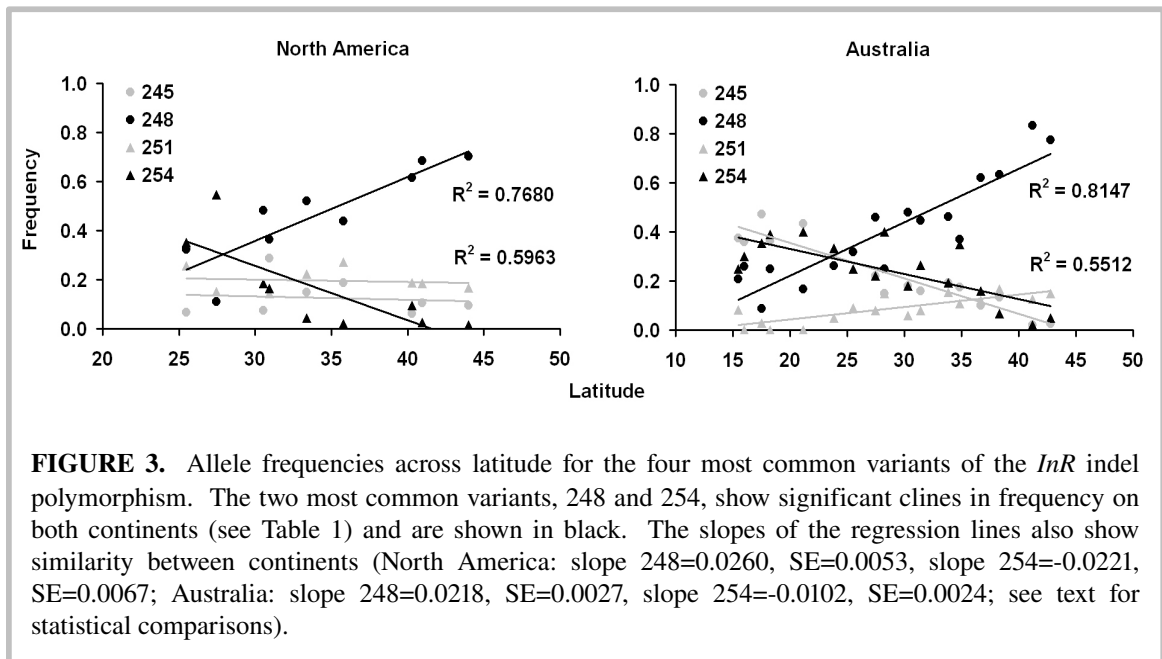 North America
Australia
Frequency
1.0
0.8
0.6
0.4
0.2
0.0
245
248
251
254
R² = 0.7680
R² = 0.5963
20 25 30 35 40 45 50
1.0
0.8
0.6
0.4
0.2
0.0
245
248
251
254
R² = 0.8147
R² = 0.5512
10 15 20 25 30 35 40 45 50
Latitude
FIGURE 3. Allele frequencies across latitude for the four most common variants of the InR indel
polymorphism. The two most common variants, 248 and 254, show significant clines in frequency on
both continents (see Table 1) and are shown in black. The slopes of the regression lines also show
similarity between continents (North America: slope 248=0.0260, SE=0.0053, slope 254=-0.0221,
SE=0.0067; Australia: slope 248=0.0218, SE=0.0027, slope 254=-0.0102, SE=0.0024; see text for
statistical comparisons).